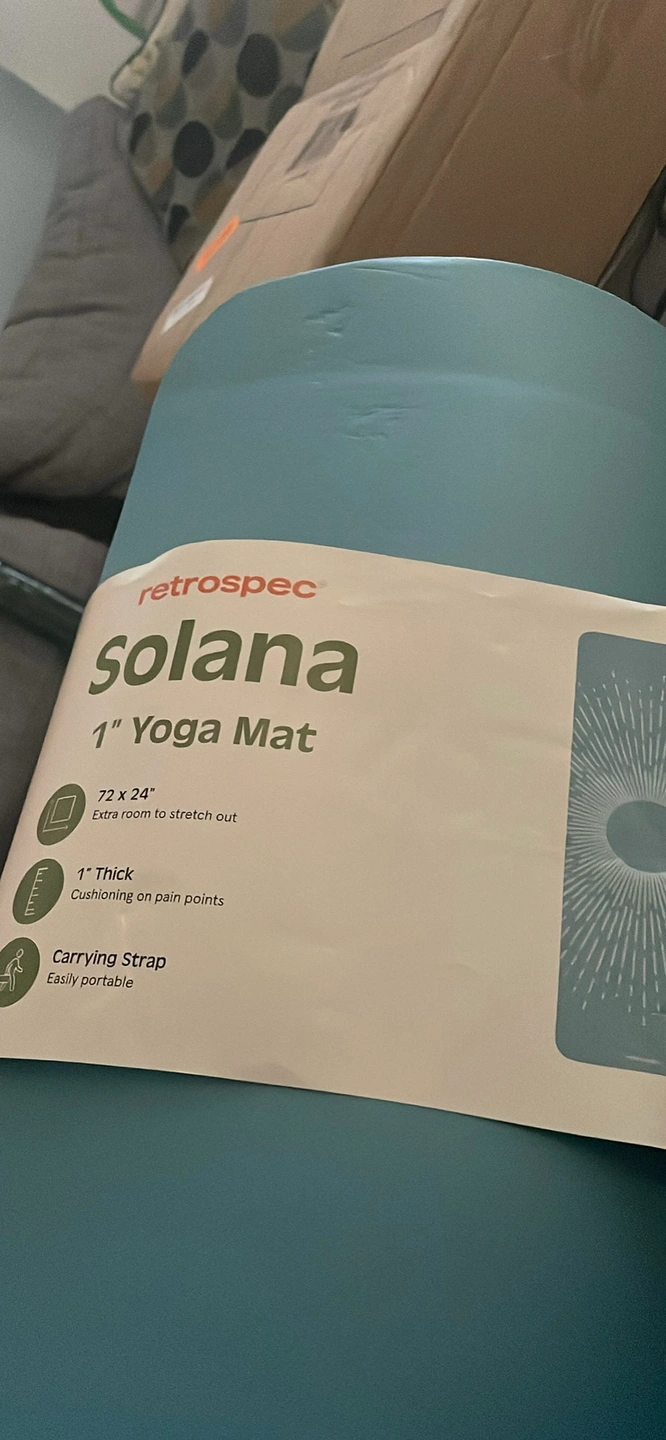 retrospec
solana
1" Yoga Mat
72 x 24"
Extra room to stretch out
1" Thick
Cushioning on pain points
Carrying Strap
Easily portable